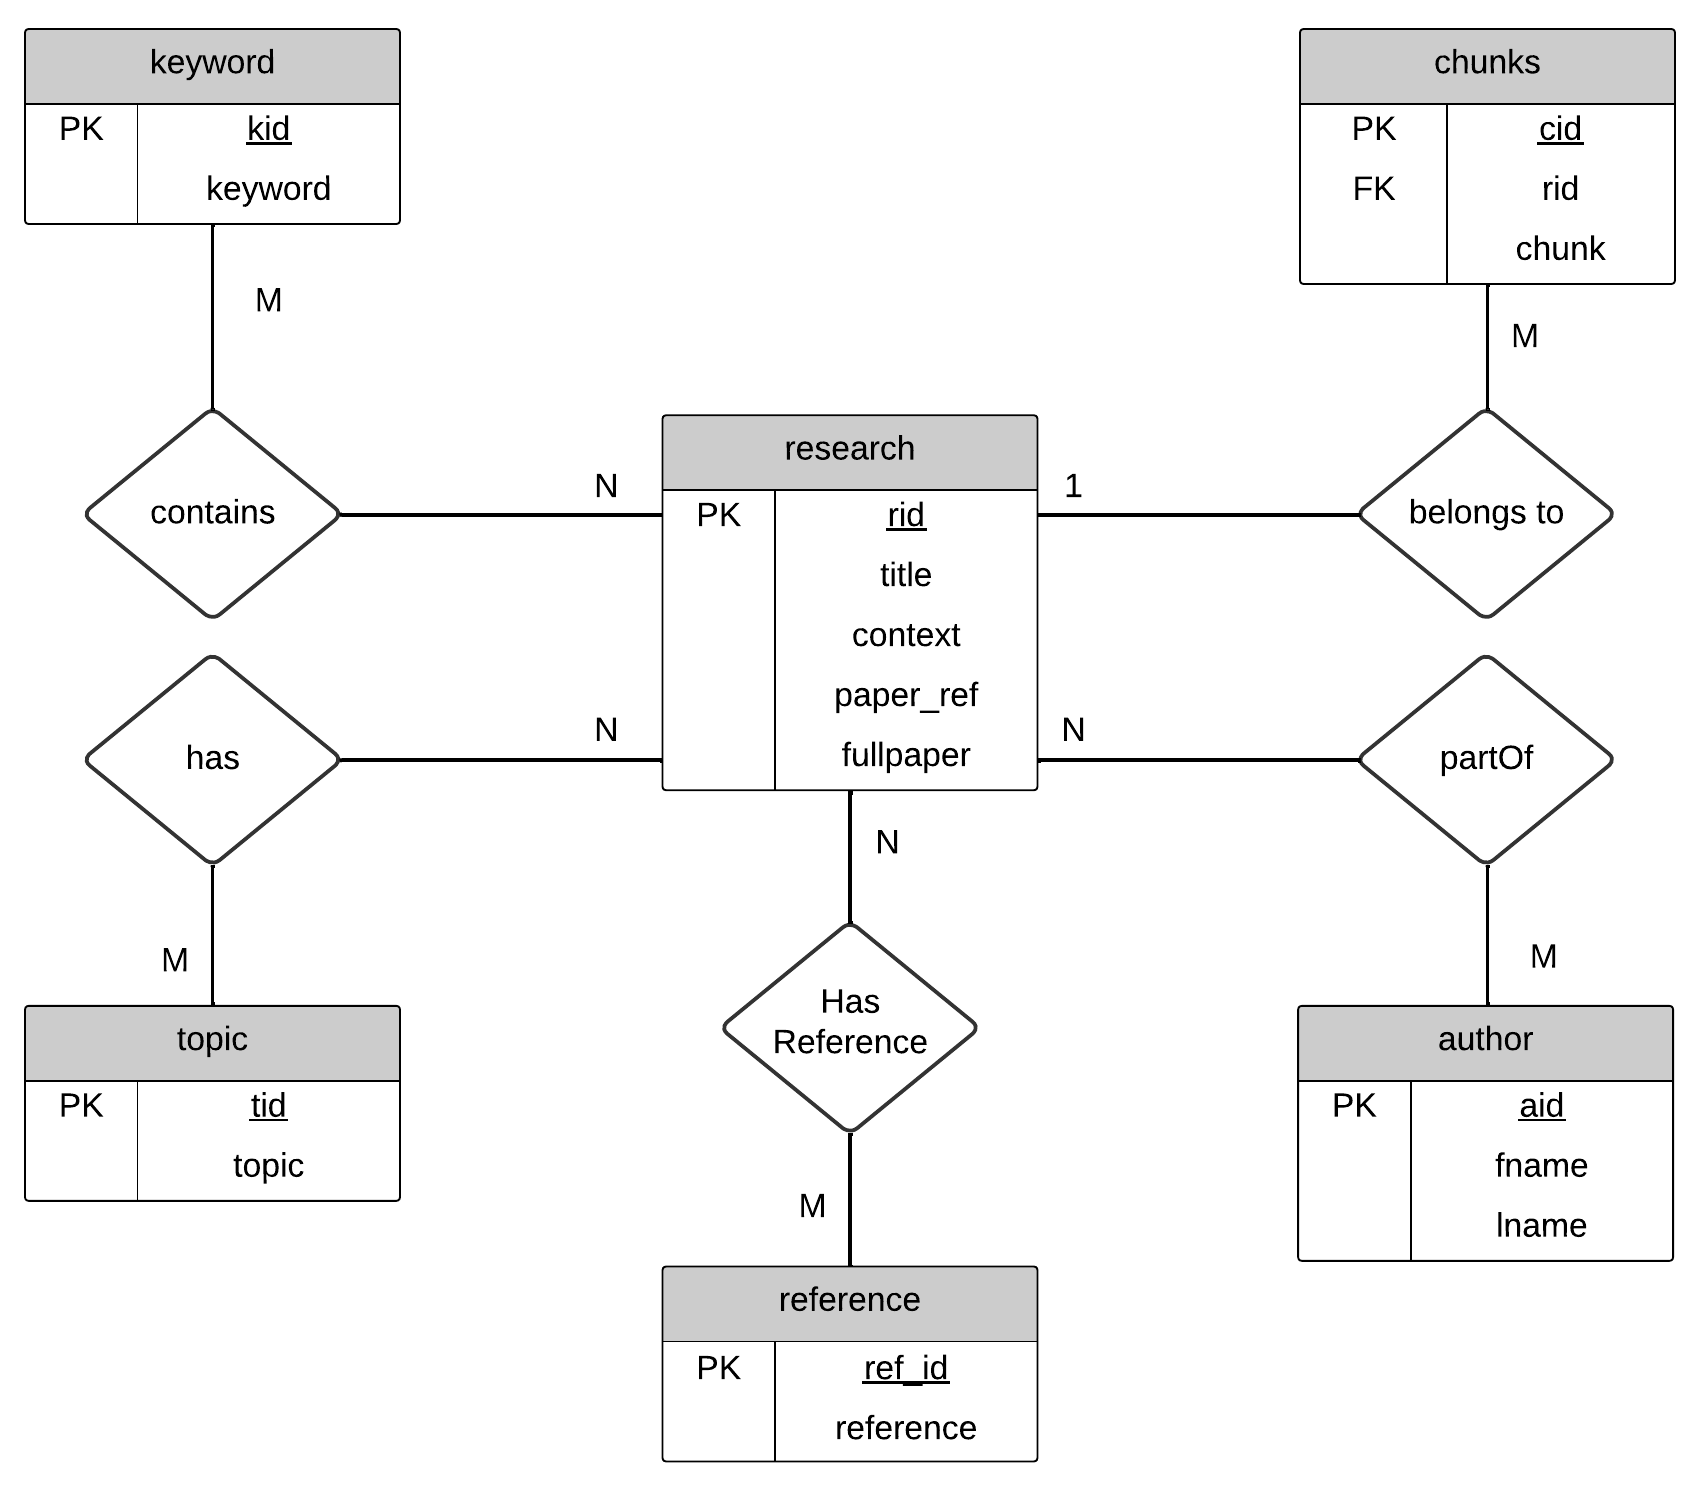 keyword
PK kid
keyword
chunks
PK cid
FK rid
chunk
M
M
contains
N
research
PK rid
title
context
paper_ref
fullpaper
1
belongs to
has
N
N
partOf
M
N
M
topic
PK tid
topic
Has
Reference
author
PK aid
fname
lname
M
reference
PK ref_id
reference